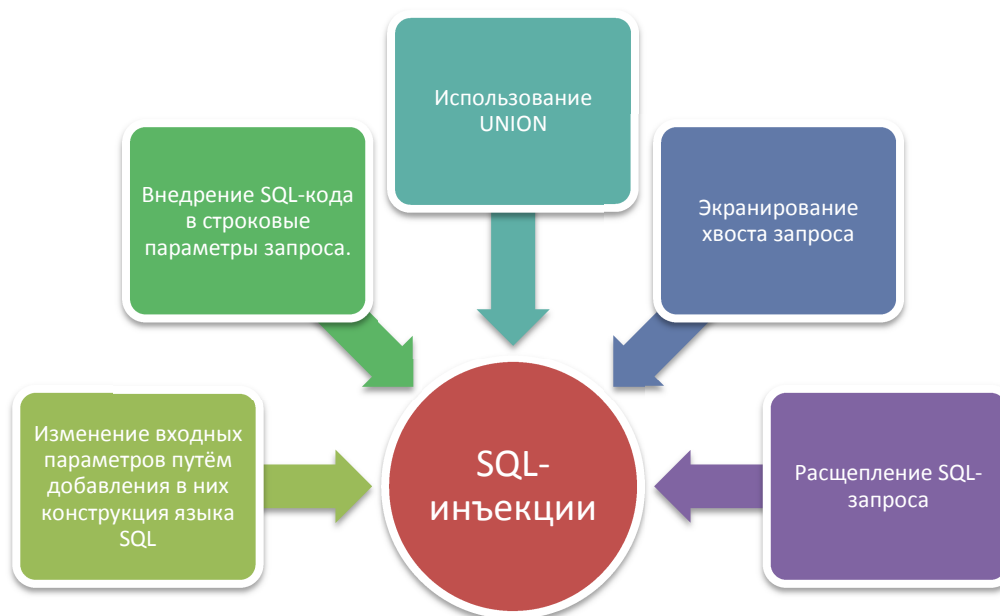 Использование
UNION
Внедрение SQL-кода
в строковые
параметры запроса.
Экранирование
хвоста запроса
Изменение входных
параметров путём
добавления в них
конструкция языка
SQL
SQL-
инъекции
Расщепление SQL-
запроса